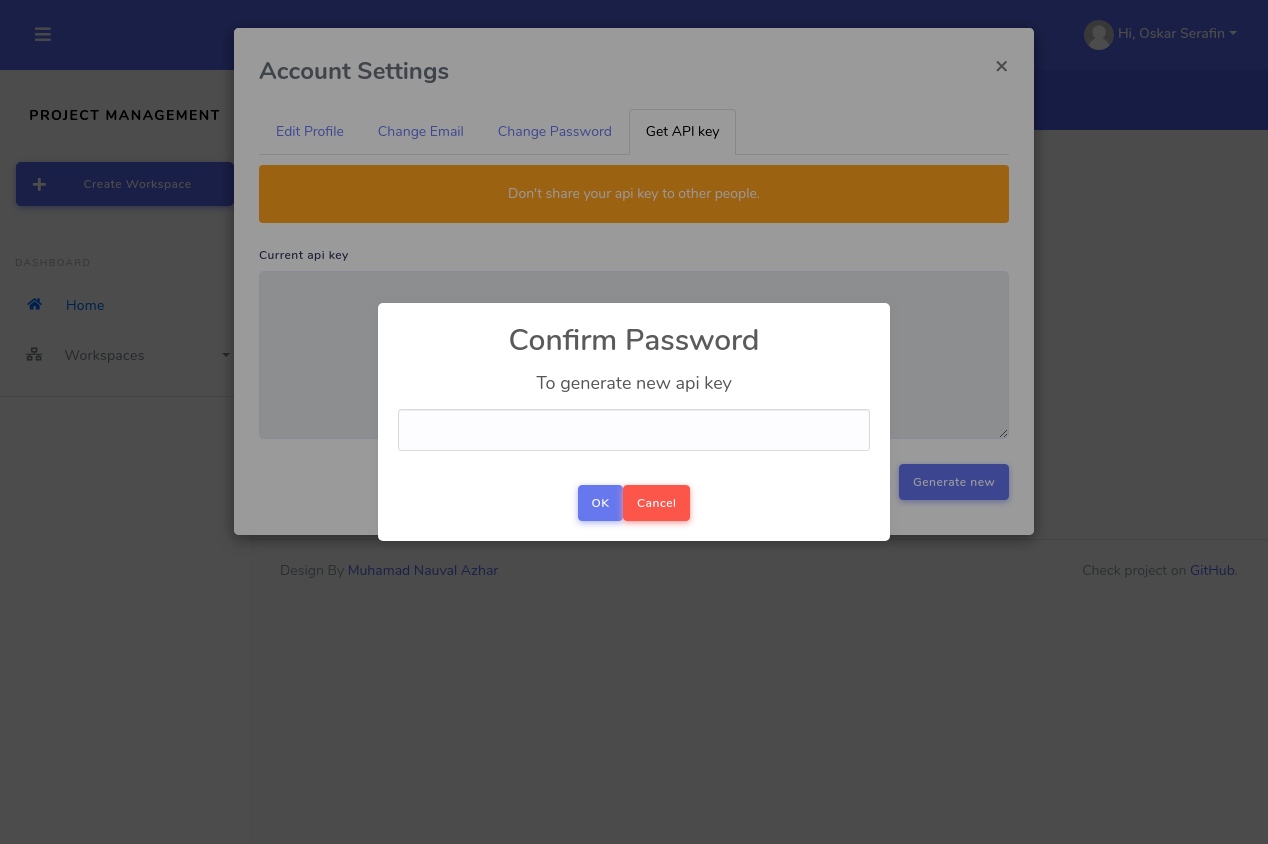 Hi, Oskar Serafin
Account Settings
×
PROJECT MANAGEMENT
Edit Profile
Change Email
Change Password
Get API key
Create Workspace
Don't share your api key to other people.
Current api key
DASHBOARD
Home
Workspaces
Confirm Password
To generate new api key
OK
Cancel
Generate new
Design By Muhamad Nauval Azhar
Check project on GitHub.